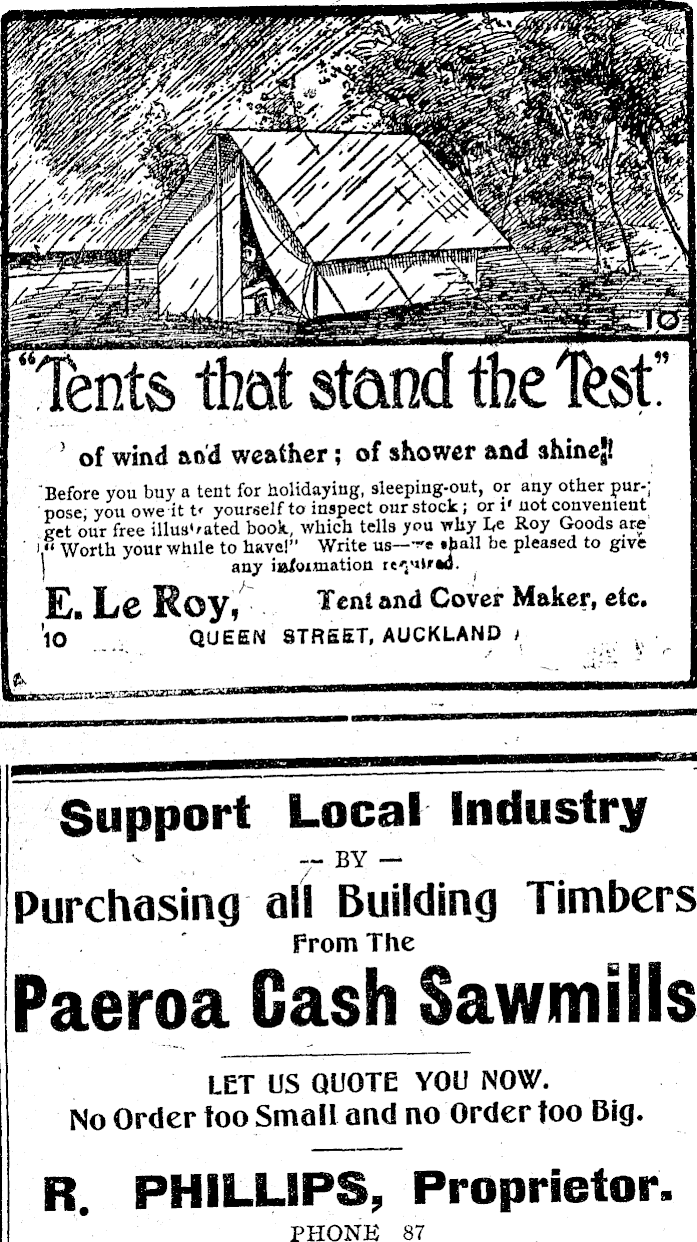 10
"Tents that stand the Test."
of wind and weather; of shower and shine!!
Before you buy a tent for holidaying, sleeping-out, or any other pur-
pose, you owe it to yourself to inspect our stock; or if not convenient
get our free illustrated book, which tells you why Le Roy Goods are
"Worth your while to have!" Write us—we shall be pleased to give
any information required.
E. Le Roy, Tent and Cover Maker, etc.
10 QUEEN STREET, AUCKLAND
Support Local Industry
— BY —
Purchasing all Building Timbers
From The
Paeroa Cash Sawmills
LET US QUOTE YOU NOW.
No Order too Small and no Order too Big.
R. PHILLIPS, Proprietor.
PHONE 87